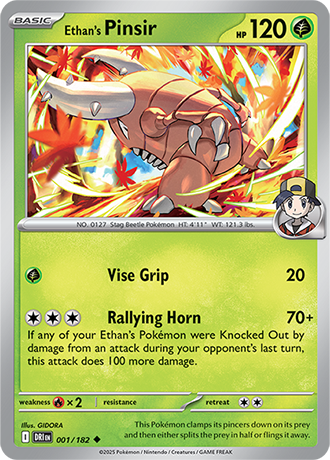 BASIC
Ethan's Pinsir HP 120
NO. 0127 Stag Beetle Pokémon HT: 4'11" WT: 121.3 lbs.
Vise Grip 20
Rallying Horn 70+
If any of your Ethan's Pokémon were Knocked Out by
damage from an attack during your opponent's last turn,
this attack does 100 more damage.
weakness ×2 resistance retreat
Illus. GIDORA
I DRI EN 001/182
This Pokémon clamps its pincers down on its prey
and then either splits the prey in half or flings it away.
©2025 Pokémon / Nintendo / Creatures / GAME FREAK